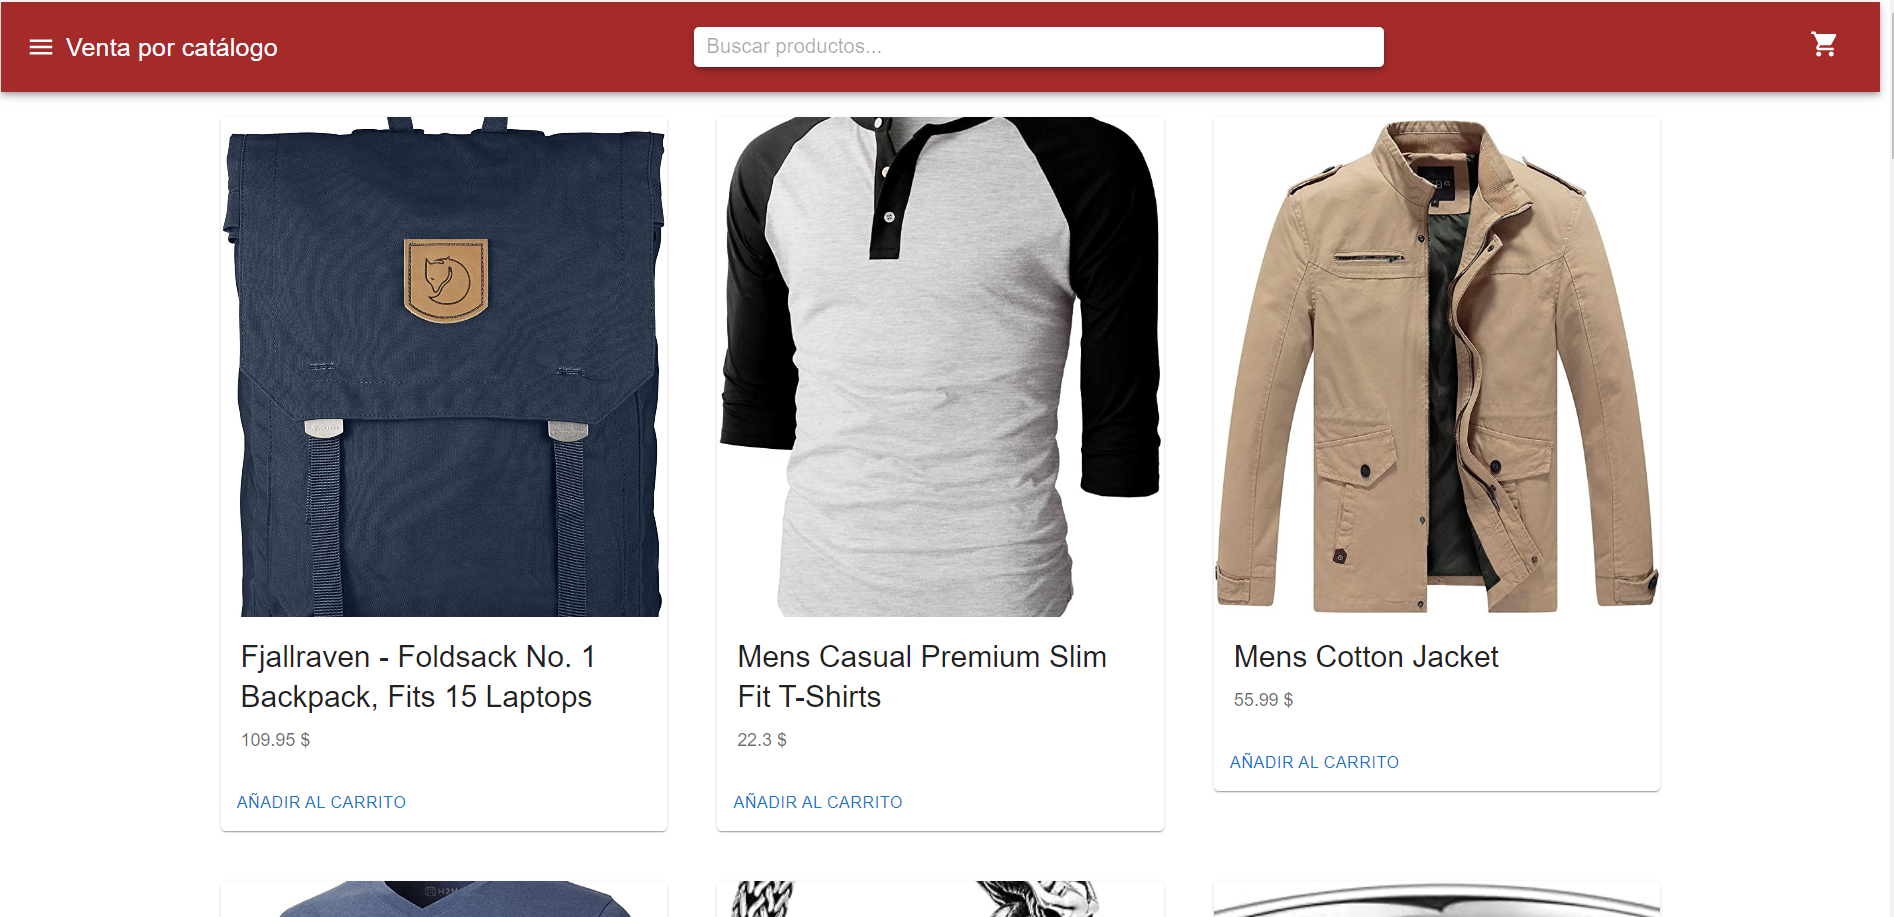 Venta por catálogo
Buscar productos...
Fjallraven - Foldsack No. 1
Backpack, Fits 15 Laptops
109.95 $
AÑADIR AL CARRITO
Mens Casual Premium Slim
Fit T-Shirts
22.3 $
AÑADIR AL CARRITO
Mens Cotton Jacket
55.99 $
AÑADIR AL CARRITO
H2H